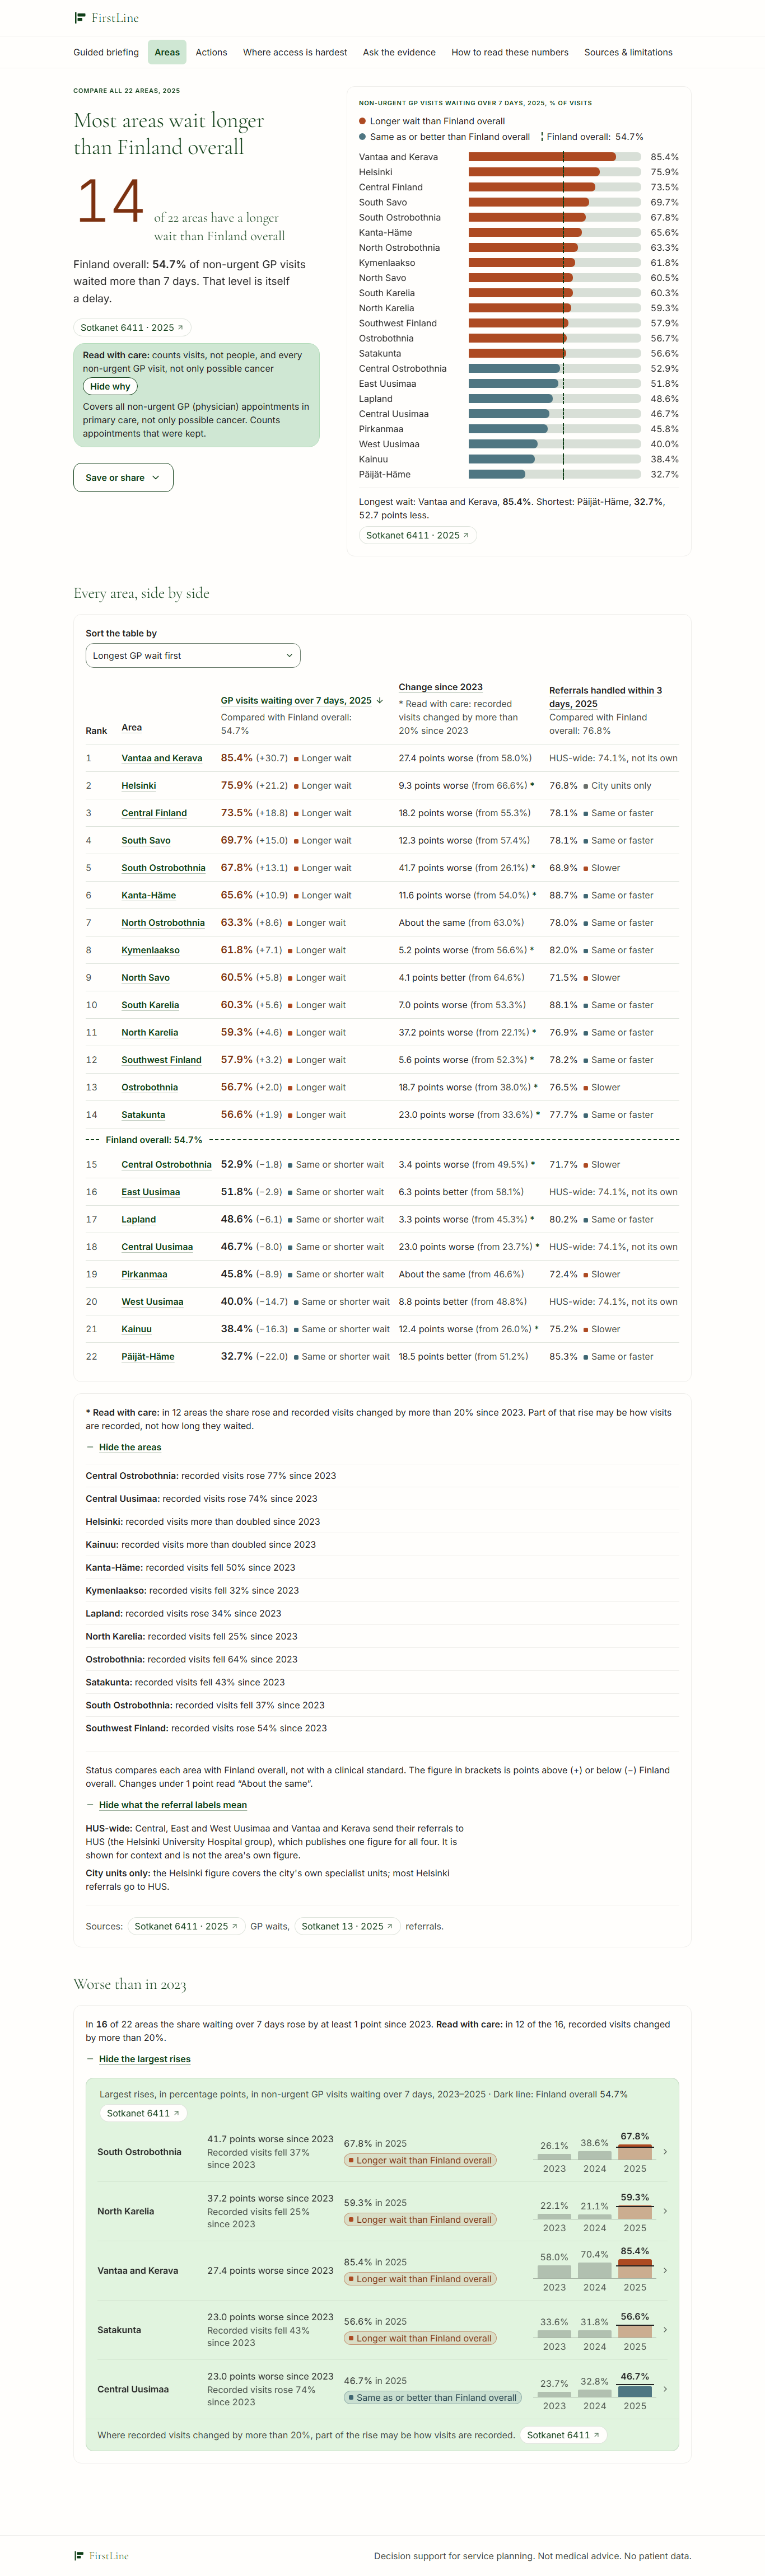 FirstLine
Guided briefing Areas Actions Where access is hardest Ask the evidence How to read these numbers Sources & limitations
COMPARE ALL 22 AREAS, 2025
Most areas wait longer
than Finland overall
14 of 22 areas have a longer
wait than Finland overall
Finland overall: 54.7% of non-urgent GP visits
waited more than 7 days. That level is itself
a delay.
Sotkanet 6411 · 2025 ↗
Read with care: counts visits, not people, and every
non-urgent GP visit, not only possible cancer
Hide why
Covers all non-urgent GP (physician) appointments in
primary care, not only possible cancer. Counts
appointments that were kept.
Save or share
NON-URGENT GP VISITS WAITING OVER 7 DAYS, 2025, % OF VISITS
Longer wait than Finland overall
Same as or better than Finland overall Finland overall: 54.7%
Vantaa and Kerava 85.4%
Helsinki 75.9%
Central Finland 73.5%
South Savo 69.7%
South Ostrobothnia 67.8%
Kanta-Häme 65.6%
North Ostrobothnia 63.3%
Kymenlaakso 61.8%
North Savo 60.5%
South Karelia 60.3%
North Karelia 59.3%
Southwest Finland 57.9%
Ostrobothnia 56.7%
Satakunta 56.6%
Central Ostrobothnia 52.9%
East Uusimaa 51.8%
Lapland 48.6%
Central Uusimaa 46.7%
Pirkanmaa 45.8%
West Uusimaa 40.0%
Kainuu 38.4%
Päijät-Häme 32.7%
Longest wait: Vantaa and Kerava, 85.4%. Shortest: Päijät-Häme, 32.7%,
52.7 points less.
Sotkanet 6411 · 2025 ↗
Every area, side by side
Sort the table by
Longest GP wait first
Rank Area
GP visits waiting over 7 days, 2025 ↓
Compared with Finland overall:
54.7%
Change since 2023
* Read with care: recorded
visits changed by more than
20% since 2023
Referrals handled within 3
days, 2025
Compared with Finland
overall: 76.8%
1 Vantaa and Kerava 85.4% (+30.7) Longer wait 27.4 points worse (from 58.0%) HUS-wide: 74.1%, not its own
2 Helsinki 75.9% (+21.2) Longer wait 9.3 points worse (from 66.6%) * 76.8% City units only
3 Central Finland 73.5% (+18.8) Longer wait 18.2 points worse (from 55.3%) 78.1% Same or faster
4 South Savo 69.7% (+15.0) Longer wait 12.3 points worse (from 57.4%) 78.1% Same or faster
5 South Ostrobothnia 67.8% (+13.1) Longer wait 41.7 points worse (from 26.1%) * 68.9% Slower
6 Kanta-Häme 65.6% (+10.9) Longer wait 11.6 points worse (from 54.0%) * 88.7% Same or faster
7 North Ostrobothnia 63.3% (+8.6) Longer wait About the same (from 63.0%) 78.0% Same or faster
8 Kymenlaakso 61.8% (+7.1) Longer wait 5.2 points worse (from 56.6%) * 82.0% Same or faster
9 North Savo 60.5% (+5.8) Longer wait 4.1 points better (from 64.6%) 71.5% Slower
10 South Karelia 60.3% (+5.6) Longer wait 7.0 points worse (from 53.3%) 88.1% Same or faster
11 North Karelia 59.3% (+4.6) Longer wait 37.2 points worse (from 22.1%) * 76.9% Same or faster
12 Southwest Finland 57.9% (+3.2) Longer wait 5.6 points worse (from 52.3%) * 78.2% Same or faster
13 Ostrobothnia 56.7% (+2.0) Longer wait 18.7 points worse (from 38.0%) * 76.5% Slower
14 Satakunta 56.6% (+1.9) Longer wait 23.0 points worse (from 33.6%) * 77.7% Same or faster
Finland overall: 54.7%
15 Central Ostrobothnia 52.9% (−1.8) Same or shorter wait 3.4 points worse (from 49.5%) * 71.7% Slower
16 East Uusimaa 51.8% (−2.9) Same or shorter wait 6.3 points better (from 58.1%) HUS-wide: 74.1%, not its own
17 Lapland 48.6% (−6.1) Same or shorter wait 3.3 points worse (from 45.3%) * 80.2% Same or faster
18 Central Uusimaa 46.7% (−8.0) Same or shorter wait 23.0 points worse (from 23.7%) * HUS-wide: 74.1%, not its own
19 Pirkanmaa 45.8% (−8.9) Same or shorter wait About the same (from 46.6%) 72.4% Slower
20 West Uusimaa 40.0% (−14.7) Same or shorter wait 8.8 points better (from 48.8%) HUS-wide: 74.1%, not its own
21 Kainuu 38.4% (−16.3) Same or shorter wait 12.4 points worse (from 26.0%) * 75.2% Slower
22 Päijät-Häme 32.7% (−22.0) Same or shorter wait 18.5 points better (from 51.2%) 85.3% Same or faster
* Read with care: in 12 areas the share rose and recorded visits changed by more than 20% since 2023. Part of that rise may be how visits
are recorded, not how long they waited.
− Hide the areas
Central Ostrobothnia: recorded visits rose 77% since 2023
Central Uusimaa: recorded visits rose 74% since 2023
Helsinki: recorded visits more than doubled since 2023
Kainuu: recorded visits more than doubled since 2023
Kanta-Häme: recorded visits fell 50% since 2023
Kymenlaakso: recorded visits fell 32% since 2023
Lapland: recorded visits rose 34% since 2023
North Karelia: recorded visits fell 25% since 2023
Ostrobothnia: recorded visits fell 64% since 2023
Satakunta: recorded visits fell 43% since 2023
South Ostrobothnia: recorded visits fell 37% since 2023
Southwest Finland: recorded visits rose 54% since 2023
Status compares each area with Finland overall, not with a clinical standard. The figure in brackets is points above (+) or below (−) Finland
overall. Changes under 1 point read “About the same”.
− Hide what the referral labels mean
HUS-wide: Central, East and West Uusimaa and Vantaa and Kerava send their referrals to
HUS (the Helsinki University Hospital group), which publishes one figure for all four. It is
shown for context and is not the area's own figure.
City units only: the Helsinki figure covers the city's own specialist units; most Helsinki
referrals go to HUS.
Sources: Sotkanet 6411 · 2025 ↗ GP waits, Sotkanet 13 · 2025 ↗ referrals.
Worse than in 2023
In 16 of 22 areas the share waiting over 7 days rose by at least 1 point since 2023. Read with care: in 12 of the 16, recorded visits changed
by more than 20%.
− Hide the largest rises
Largest rises, in percentage points, in non-urgent GP visits waiting over 7 days, 2023–2025 · Dark line: Finland overall 54.7%
Sotkanet 6411 ↗
South Ostrobothnia
41.7 points worse since 2023
Recorded visits fell 37%
since 2023
67.8% in 2025
Longer wait than Finland overall
26.1% 38.6% 67.8%
2023 2024 2025
North Karelia
37.2 points worse since 2023
Recorded visits fell 25%
since 2023
59.3% in 2025
Longer wait than Finland overall
22.1% 21.1% 59.3%
2023 2024 2025
Vantaa and Kerava
27.4 points worse since 2023
85.4% in 2025
Longer wait than Finland overall
58.0% 70.4% 85.4%
2023 2024 2025
Satakunta
23.0 points worse since 2023
Recorded visits fell 43%
since 2023
56.6% in 2025
Longer wait than Finland overall
33.6% 31.8% 56.6%
2023 2024 2025
Central Uusimaa
23.0 points worse since 2023
Recorded visits rose 74%
since 2023
46.7% in 2025
Same as or better than Finland overall
23.7% 32.8% 46.7%
2023 2024 2025
Where recorded visits changed by more than 20%, part of the rise may be how visits are recorded. Sotkanet 6411 ↗
FirstLine
Decision support for service planning. Not medical advice. No patient data.